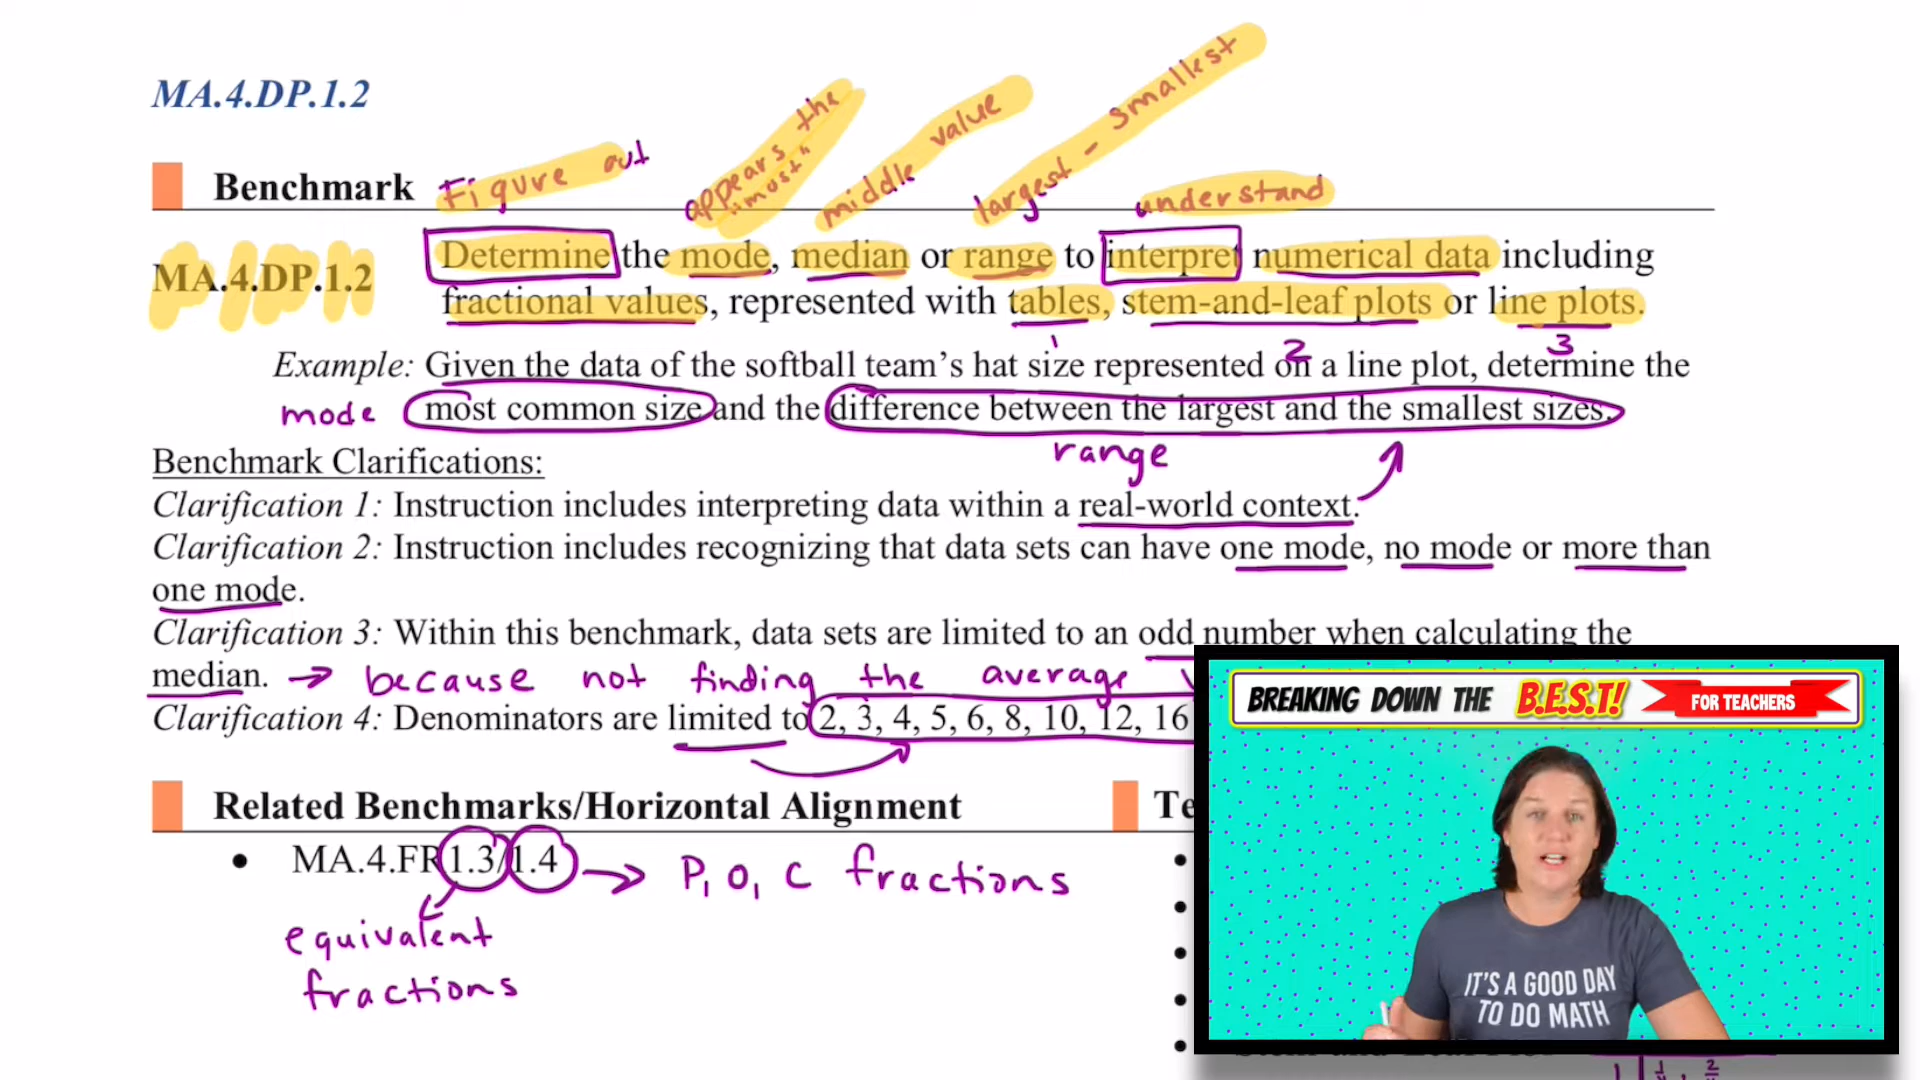 MA.4.DP.1.2
Benchmark
Figure out
appears the "most"
middle value
largest - smallest
understand
MA.4.DP.1.2
Determine the mode, median or range to interpret numerical data including
fractional values, represented with tables, stem-and-leaf plots or line plots.
1 2 3
Example: Given the data of the softball team's hat size represented on a line plot, determine the
mode
most common size and the difference between the largest and the smallest sizes.
range
Benchmark Clarifications:
Clarification 1: Instruction includes interpreting data within a real-world context.
Clarification 2: Instruction includes recognizing that data sets can have one mode, no mode or more than
one mode.
Clarification 3: Within this benchmark, data sets are limited to an odd number when calculating the
median. → because not finding the average
Clarification 4: Denominators are limited to 2, 3, 4, 5, 6, 8, 10, 12, 16
Related Benchmarks/Horizontal Alignment
Te
• MA.4.FR.1.3/1.4 → P, O, C fractions
equivalent
fractions
BREAKING DOWN THE B.E.S.T! FOR TEACHERS
IT'S A GOOD DAY
TO DO MATH